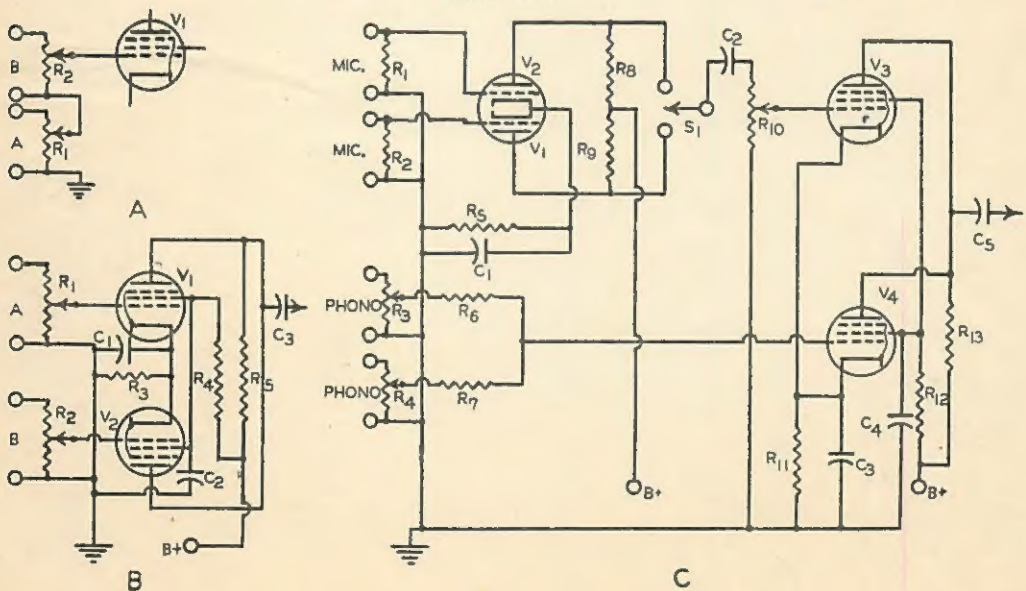 B
R2
A
R1
V1
A
A
R1
V1
C1
R3
R4
R5
C3
B
R2
V2
C2
B+
B
MIC.
R1
MIC.
R2
V2
V1
R8
R9
S1
C2
R10
V3
R5
C1
PHONO
R3
R6
PHONO
R4
R7
V4
C5
R13
R12
C4
R11
C3
B+
B+
C